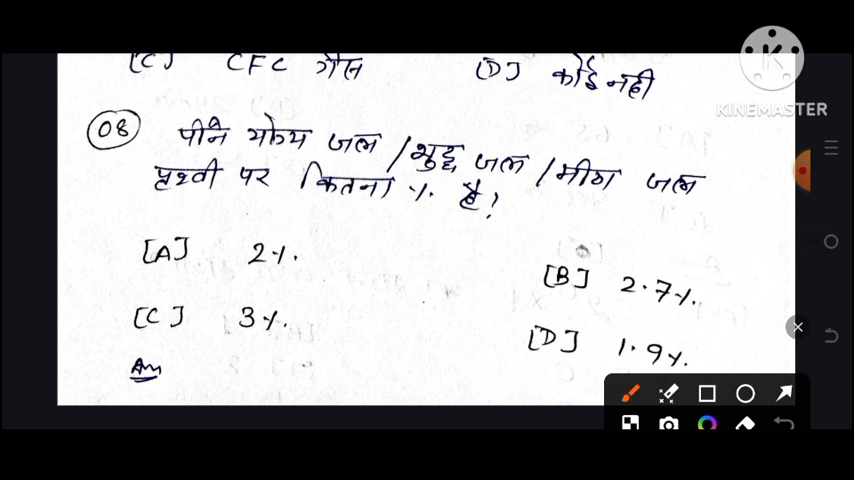 [C] CFC गैस [D] कोई नही
KINEMASTER
08 पीने योग्य जल / शुद्ध जल / मीठा जल
पृथ्वी पर कितना % है?
[A] 2%. [B] 2.7%.
[C] 3%. [D] 1.9%.
Ans